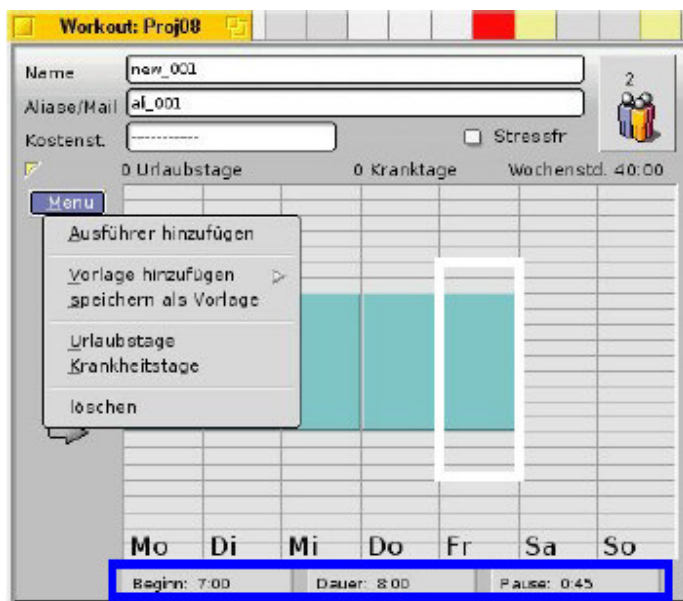 Workout: Proj08
Name new_001
2
Aliase/Mail al_001
Kostenst. -----------
Stressfr
0 Urlaubstage 0 Kranktage Wochenstd. 40:00
Menu
Ausführer hinzufügen
Vorlage hinzufügen
speichern als Vorlage
Urlaubstage
Krankheitstage
löschen
Mo Di Mi Do Fr Sa So
Beginn: 7:00 Dauer: 8:00 Pause: 0:45